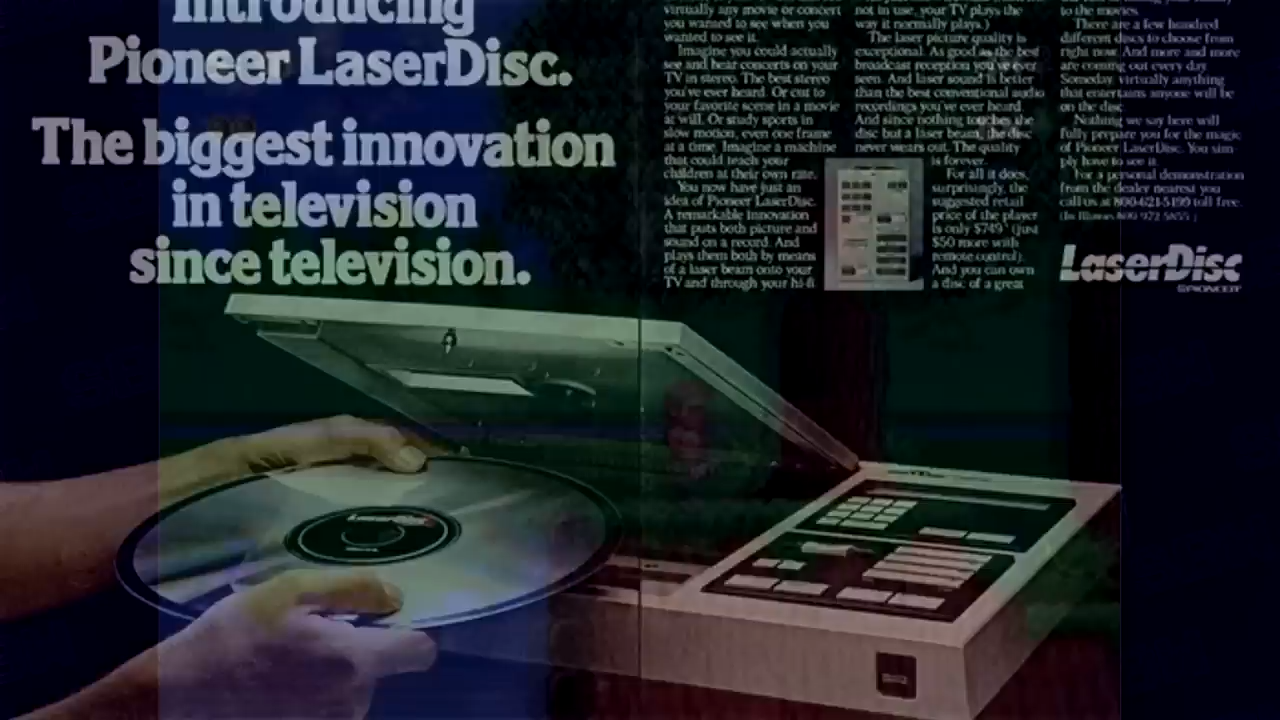 Introducing
Pioneer LaserDisc.
The biggest innovation
in television
since television.
virtually any movie or concert
you wanted to see when you
wanted to see it.
Imagine you could actually
see and hear concerts on your
TV in stereo. The best stereo
you've ever heard. Or cut to
your favorite scene in a movie
at will. Or study sports in
slow motion, even one frame
at a time. Imagine a machine
that could teach your
children at their own rate.
You now have just an
idea of Pioneer LaserDisc.
A remarkable innovation
that puts both picture and
sound on a record. And
plays them both by means
of a laser beam onto your
TV and through your hi-fi
not in use, your TV plays the
way it normally plays.)
The laser picture quality is
exceptional. As good as the best
broadcast reception you've ever
seen. And laser sound is better
than the best conventional audio
recordings you've ever heard.
And since nothing touches the
disc but a laser beam, the disc
never wears out. The quality
is forever.
For all it does,
surprisingly, the
suggested retail
price of the player
is only $749* (just
$50 more with
remote control).
And you can own
a disc of a great
to the movies.
There are a few hundred
different discs to choose from
right now. And more and more
are coming out every day.
Someday, virtually anything
that entertains anyone will be
on the disc.
Nothing we say here will
fully prepare you for the magic
of Pioneer LaserDisc. You sim-
ply have to see it.
For a personal demonstration
from the dealer nearest you
call us at 800-621-5199 toll free.
(In Illinois 800 972 5855.)
LaserDisc
PIONEER
LaserDisc